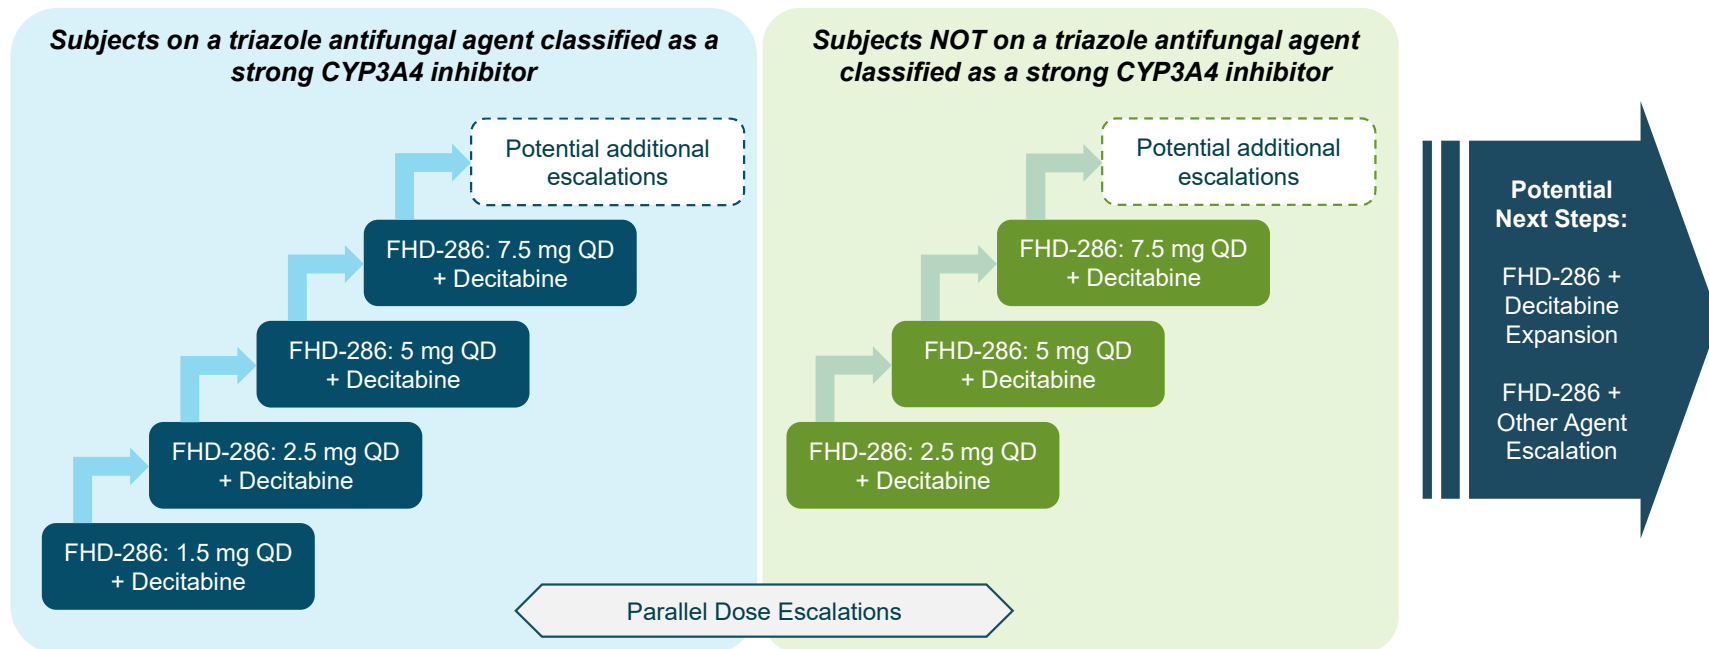 Subjects on a triazole antifungal agent classified as a
strong CYP3A4 inhibitor
Potential additional
escalations
FHD-286: 7.5 mg QD
+ Decitabine
FHD-286: 5 mg QD
+ Decitabine
FHD-286: 2.5 mg QD
+ Decitabine
FHD-286: 1.5 mg QD
+ Decitabine
Subjects NOT on a triazole antifungal agent
classified as a strong CYP3A4 inhibitor
Potential additional
escalations
FHD-286: 7.5 mg QD
+ Decitabine
FHD-286: 5 mg QD
+ Decitabine
FHD-286: 2.5 mg QD
+ Decitabine
Parallel Dose Escalations
Potential
Next Steps:
FHD-286 +
Decitabine
Expansion
FHD-286 +
Other Agent
Escalation